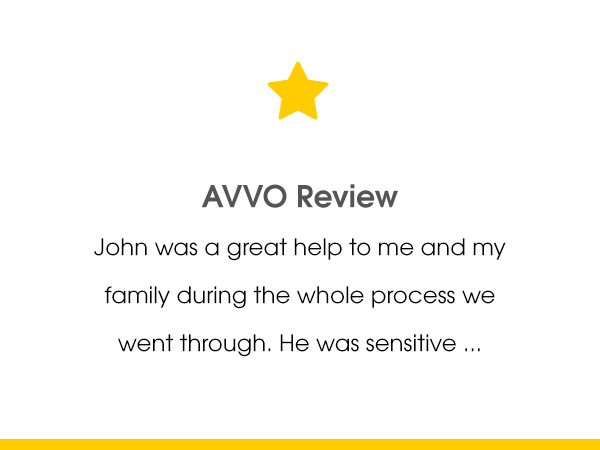 AVVO Review
John was a great help to me and my
family during the whole process we
went through. He was sensitive ...